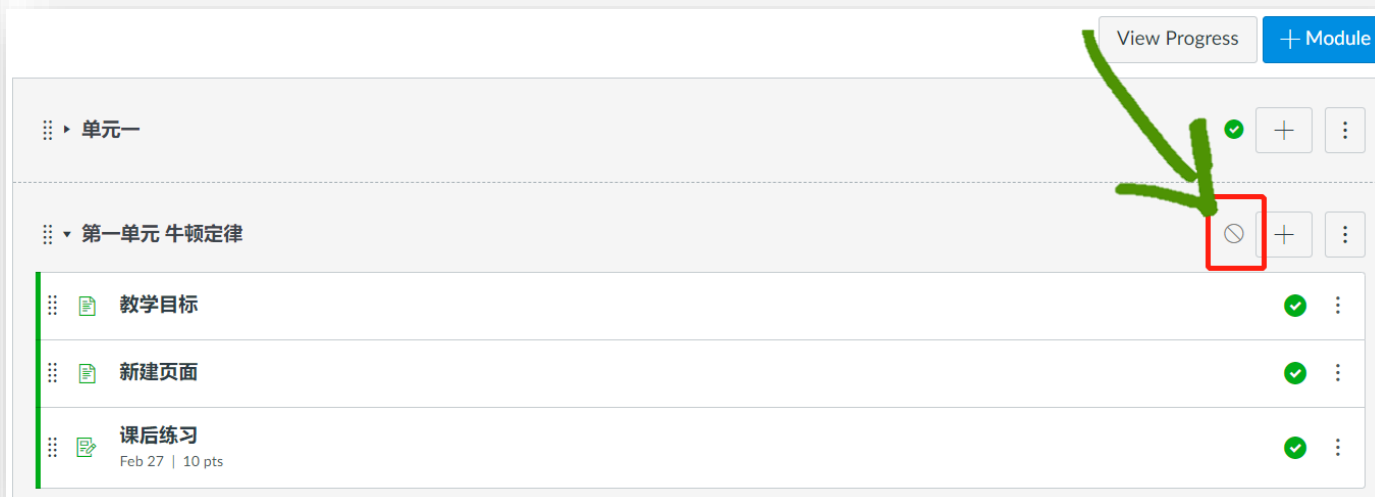 View Progress
+ Module
单元一
第一单元 牛顿定律
教学目标
新建页面
课后练习
Feb 27 | 10 pts